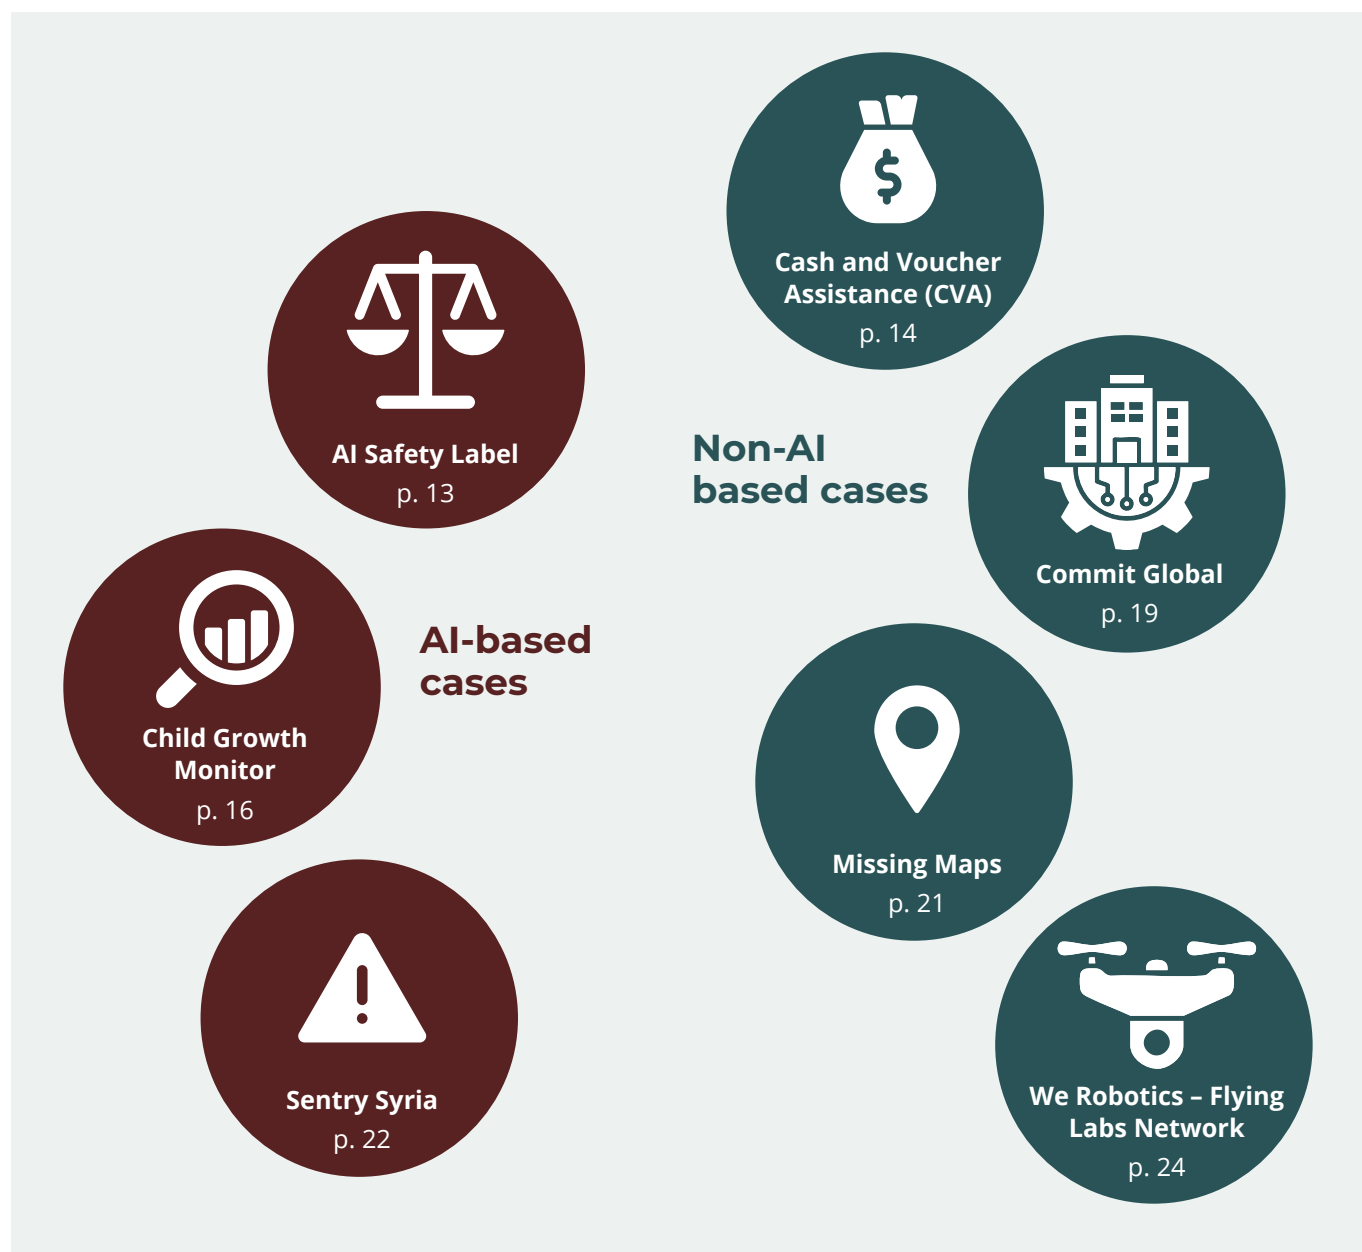 AI-based
cases
AI Safety Label
p. 13
Child Growth
Monitor
p. 16
Sentry Syria
p. 22
Non-AI
based cases
Cash and Voucher
Assistance (CVA)
p. 14
Commit Global
p. 19
Missing Maps
p. 21
We Robotics – Flying
Labs Network
p. 24